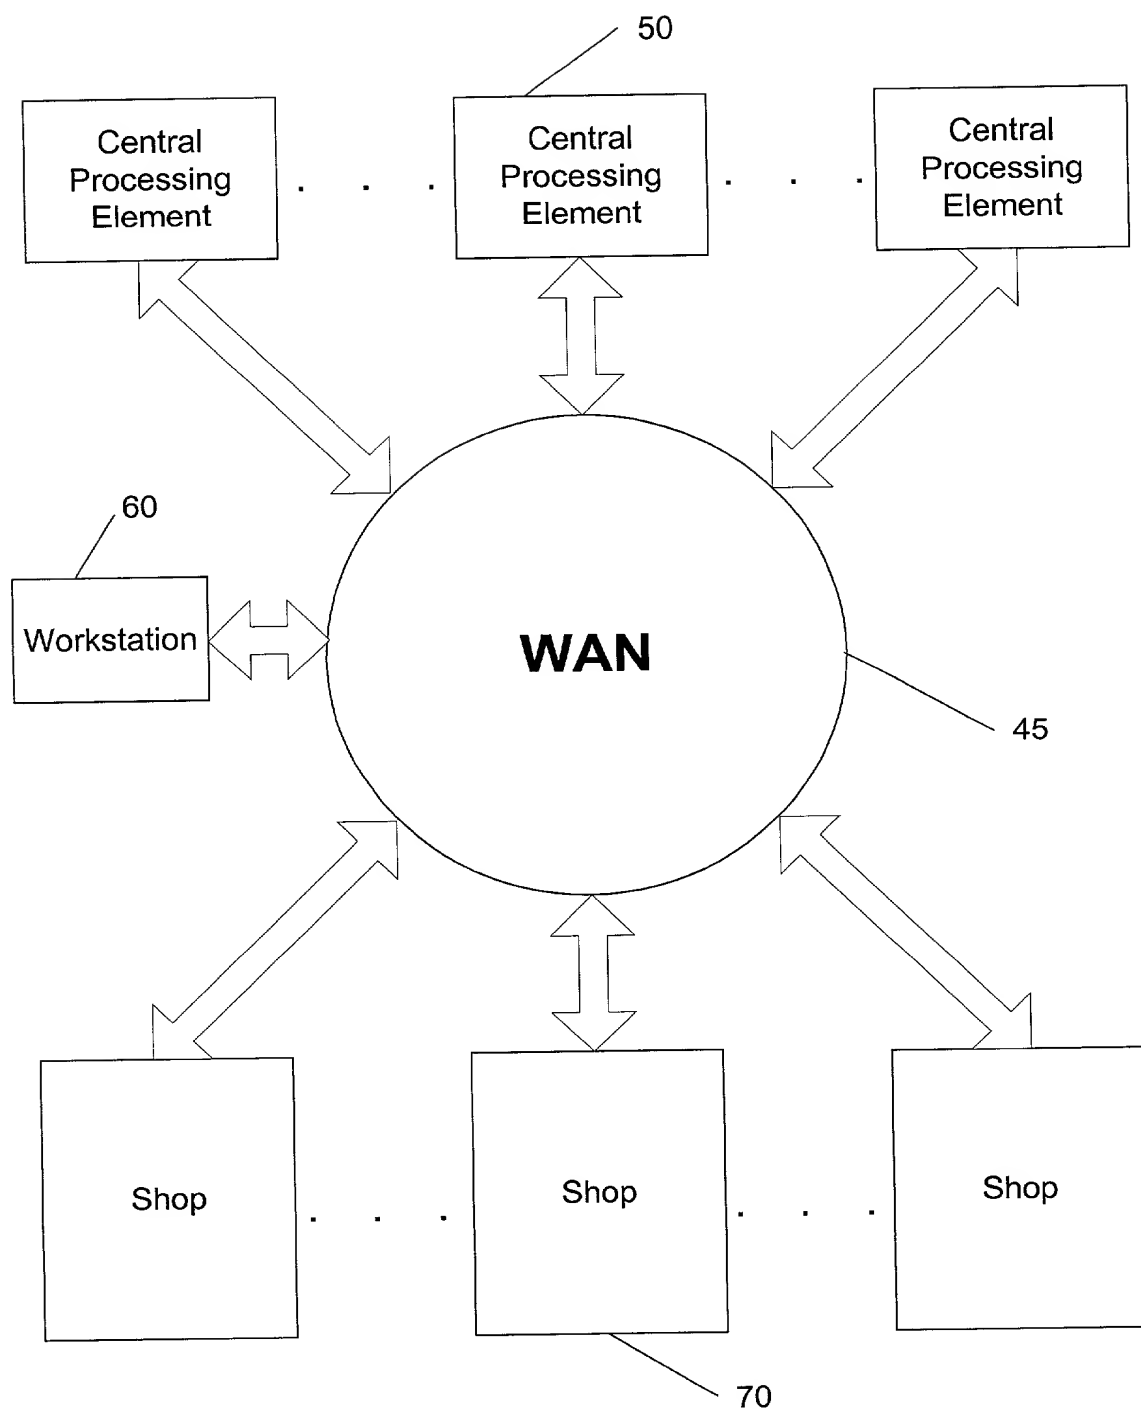 50
Central
Processing
Element
Central
Processing
Element
Central
Processing
Element
. . .
. . .
60
Workstation
WAN
45
Shop
Shop
Shop
. . .
. . .
70